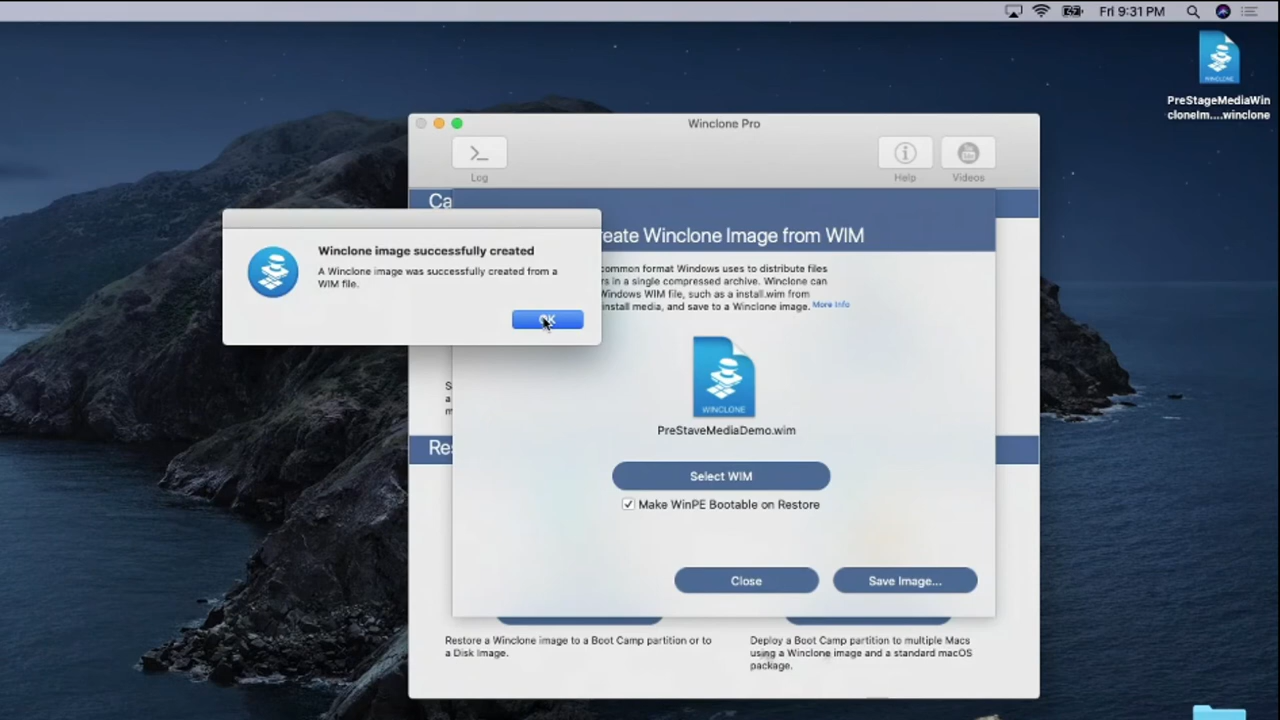 Fri 9:31 PM
WINCLONE
PreStageMediaWin
cloneIm....winclone
Winclone Pro
Log
Help
Videos
Ca
Winclone image successfully created
A Winclone image was successfully created from a
WIM file.
OK
reate Winclone Image from WIM
common format Windows uses to distribute files
rs in a single compressed archive. Winclone can
Windows WIM file, such as a install.wim from
install media, and save to a Winclone image. More Info
WINCLONE
PreStaveMediaDemo.wim
S
a
m
Res
Select WIM
Make WinPE Bootable on Restore
Close
Save Image...
Restore a Winclone image to a Boot Camp partition or to
a Disk Image.
Deploy a Boot Camp partition to multiple Macs
using a Winclone image and a standard macOS
package.